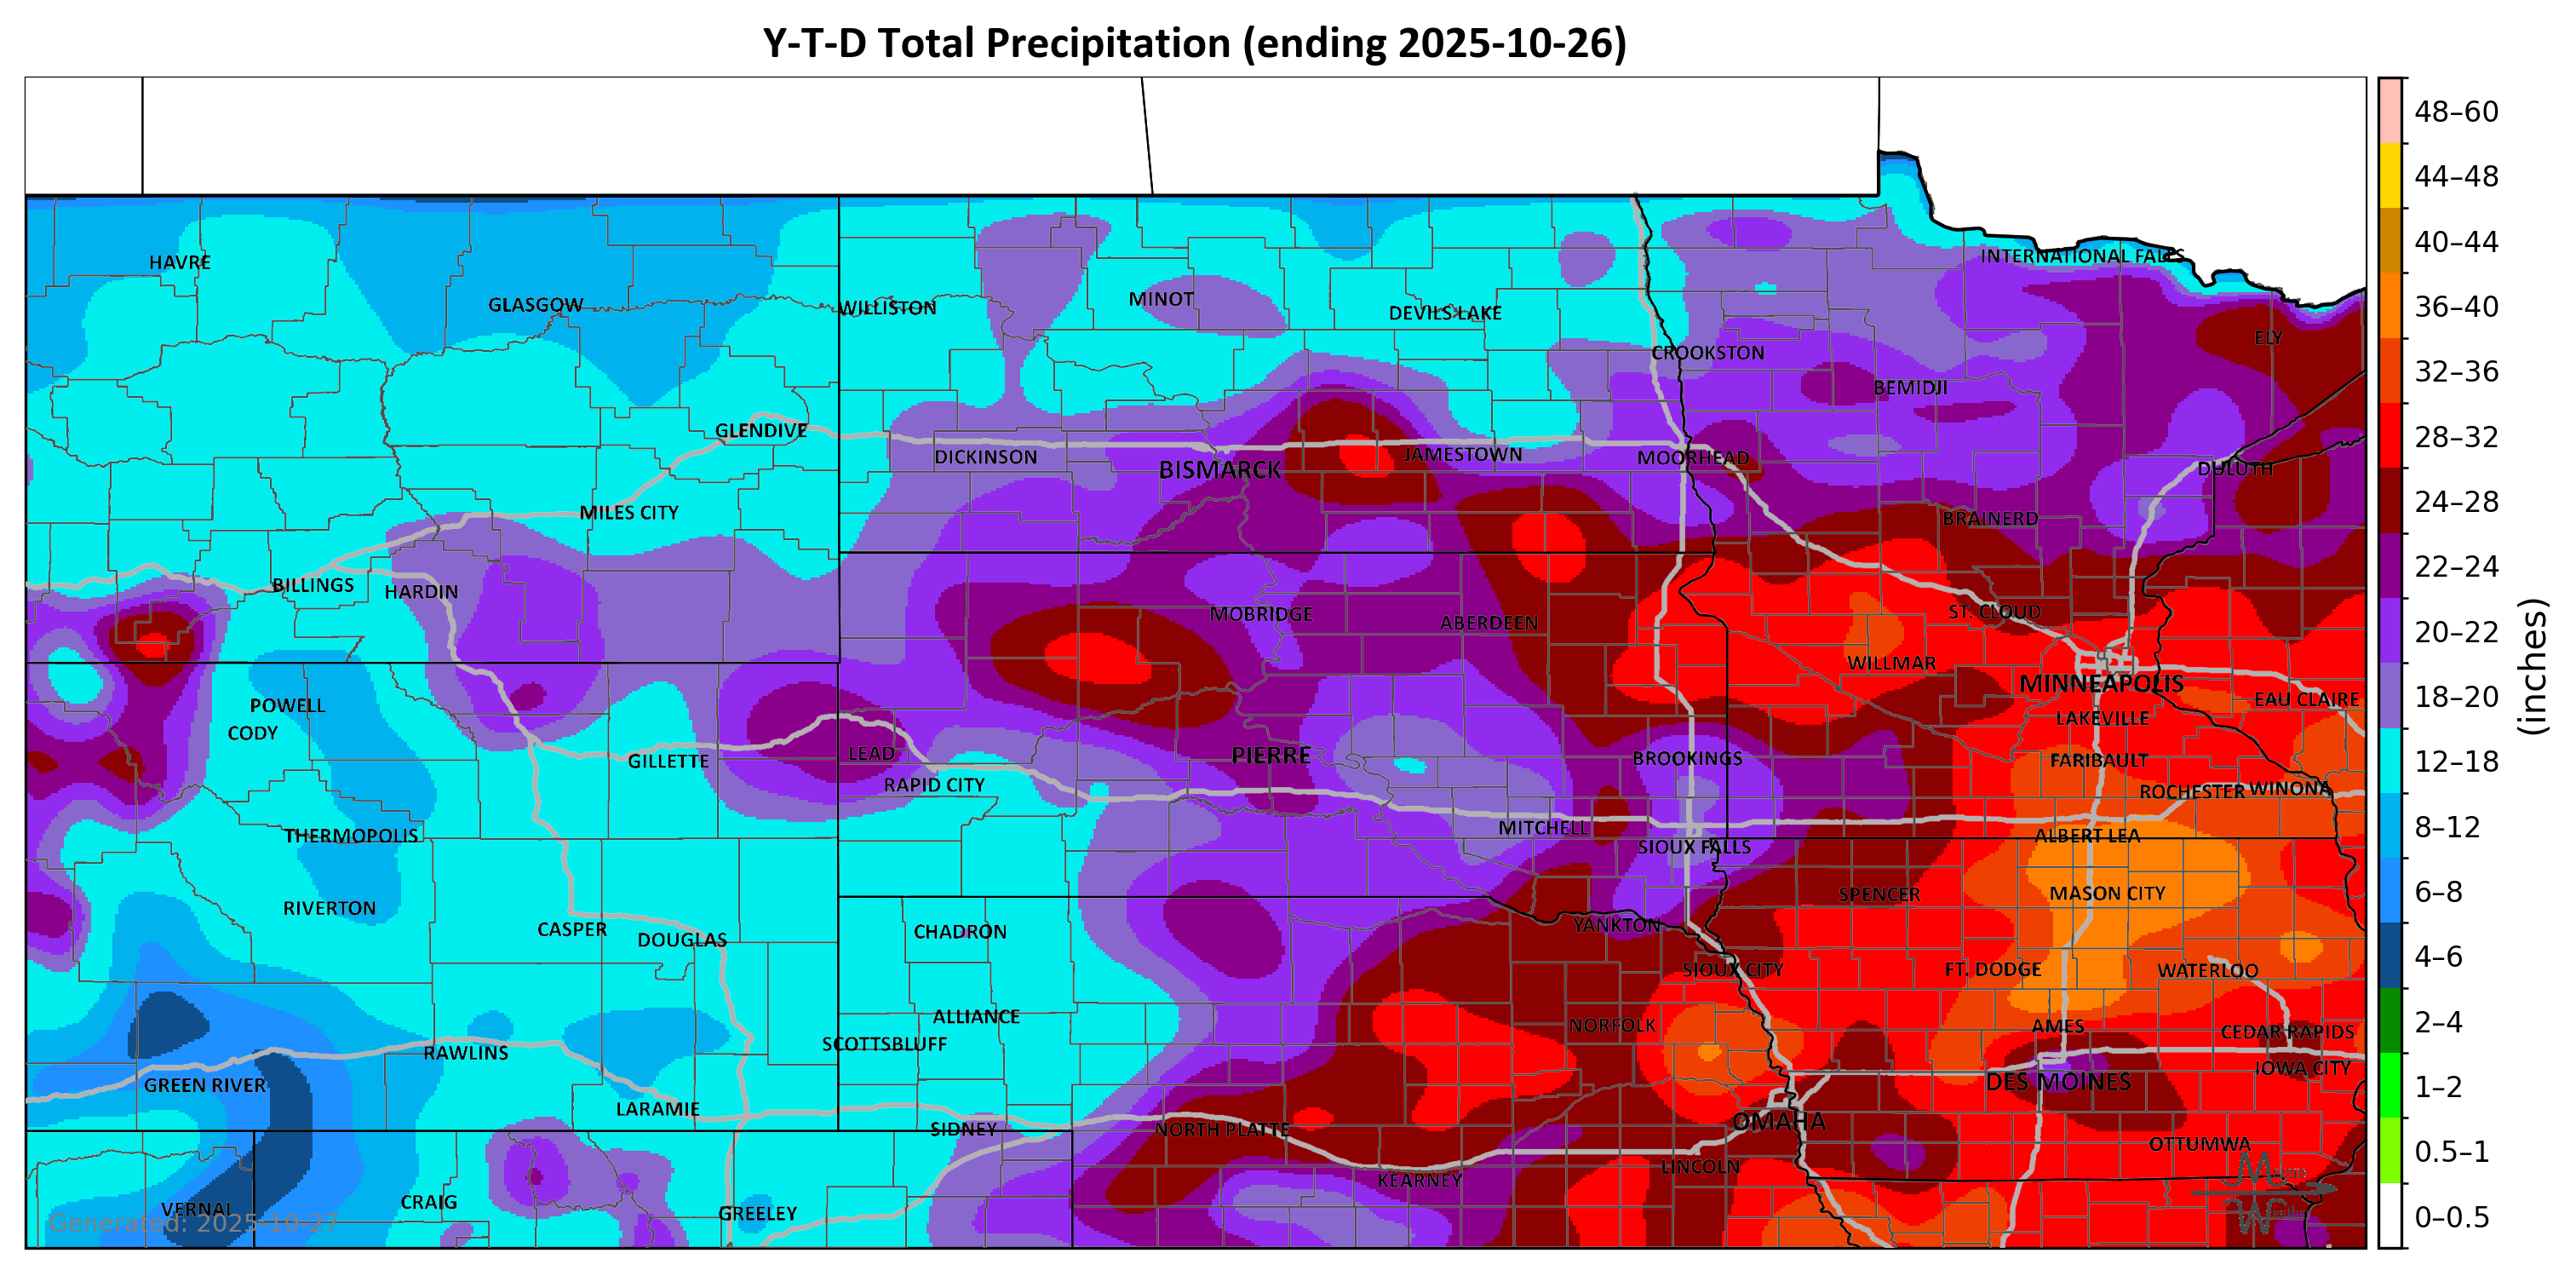 Y-T-D Total Precipitation (ending 2025-10-26)
48–60
44–48
40–44
36–40
32–36
28–32
24–28
22–24
20–22
18–20
12–18
8–12
6–8
4–6
2–4
1–2
0.5–1
0–0.5
(inches)
INTERNATIONAL FALLS
HAVRE
GLASGOW
WILLISTON
MINOT
DEVILS LAKE
ELY
CROOKSTON
BEMIDJI
GLENDIVE
DICKINSON
BISMARCK
JAMESTOWN
MOORHEAD
DULUTH
MILES CITY
BRAINERD
BILLINGS
HARDIN
MOBRIDGE
ABERDEEN
ST. CLOUD
WILLMAR
MINNEAPOLIS
EAU CLAIRE
POWELL
LAKEVILLE
CODY
GILLETTE
LEAD
PIERRE
BROOKINGS
FARIBAULT
RAPID CITY
ROCHESTER
WINONA
THERMOPOLIS
MITCHELL
ALBERT LEA
SIOUX FALLS
RIVERTON
SPENCER
MASON CITY
CASPER
DOUGLAS
CHADRON
YANKTON
SIOUX CITY
FT. DODGE
WATERLOO
ALLIANCE
NORFOLK
AMES
CEDAR RAPIDS
SCOTTSBLUFF
RAWLINS
IOWA CITY
GREEN RIVER
DES MOINES
LARAMIE
OMAHA
SIDNEY
NORTH PLATTE
OTTUMWA
LINCOLN
KEARNEY
CRAIG
VERNAL
GREELEY
Generated: 2025-10-27